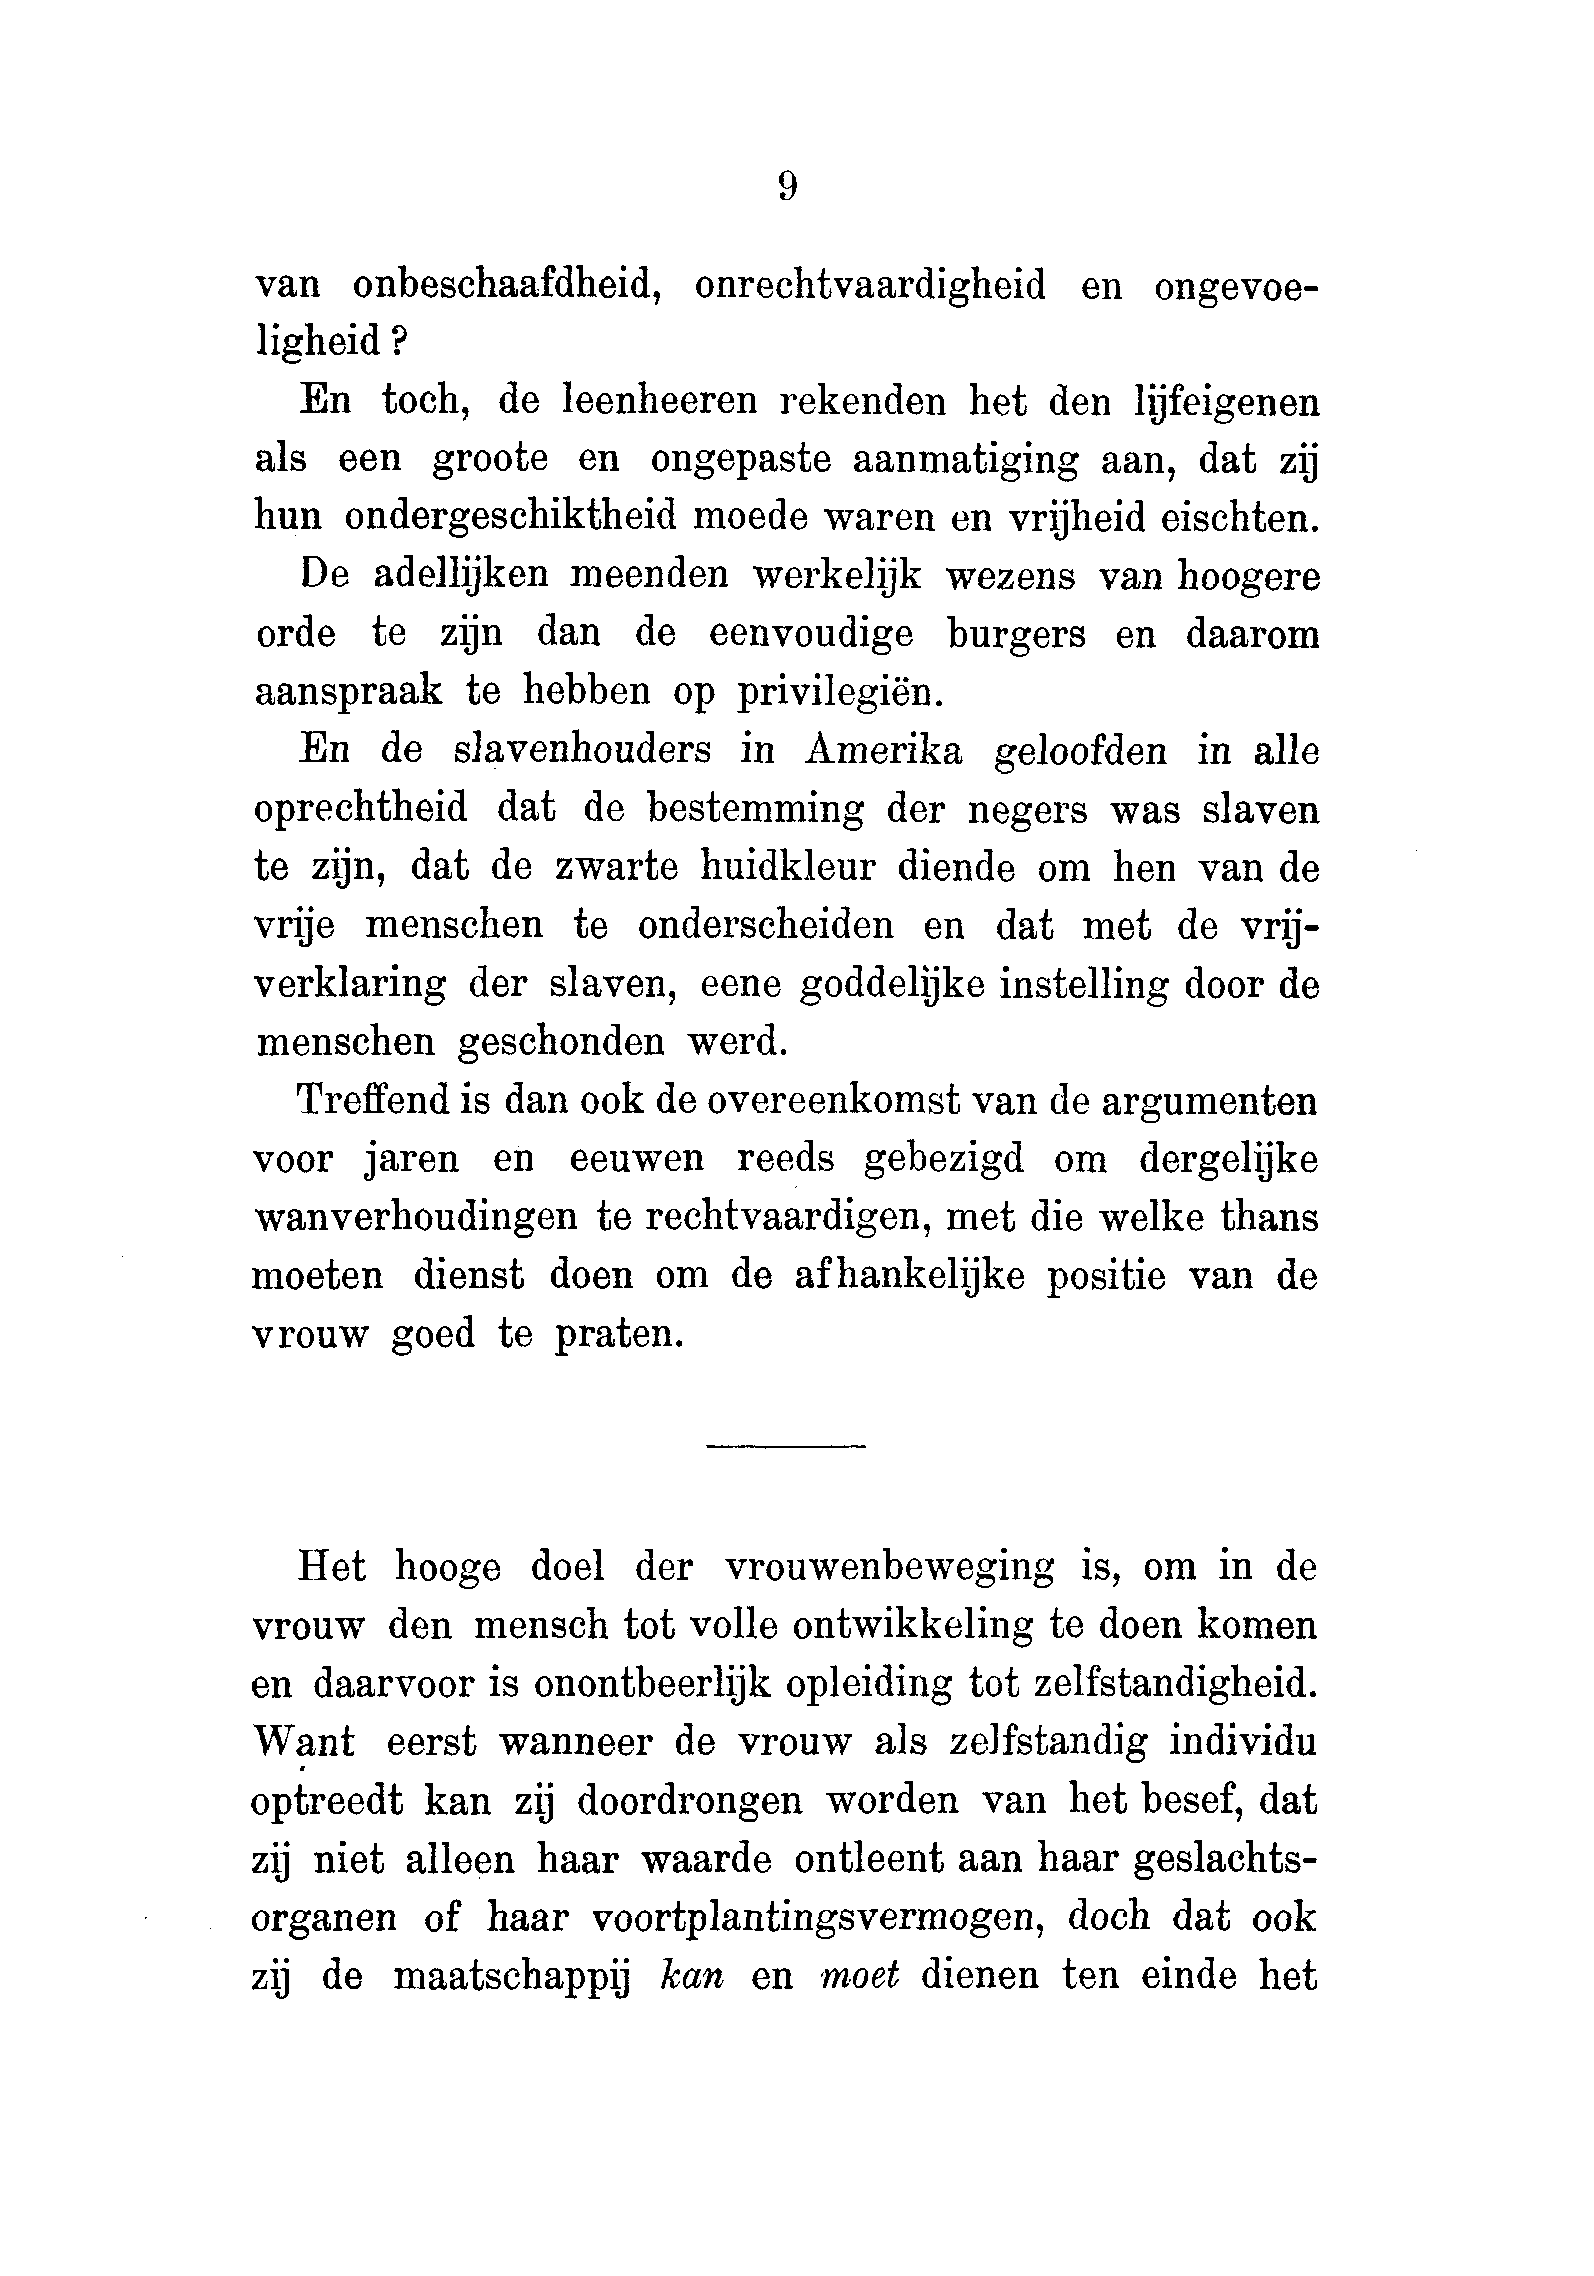 9
van onbeschaafdheid, onrechtvaardigheid en ongevoe-
ligheid?
En toch, de leenheeren rekenden het den lijfeigenen
als een groote en ongepaste aanmatiging aan, dat zij
hun ondergeschiktheid moede waren en vrijheid eischten.
De adellijken meenden werkelijk wezens van hoogere
orde te zijn dan de eenvoudige burgers en daarom
aanspraak te hebben op privilegiën.
En de slavenhouders in Amerika geloofden in alle
oprechtheid dat de bestemming der negers was slaven
te zijn, dat de zwarte huidkleur diende om hen van de
vrije menschen te onderscheiden en dat met de vrij-
verklaring der slaven, eene goddelijke instelling door de
menschen geschonden werd.
Treffend is dan ook de overeenkomst van de argumenten
voor jaren en eeuwen reeds gebezigd om dergelijke
wanverhoudingen te rechtvaardigen, met die welke thans
moeten dienst doen om de afhankelijke positie van de
vrouw goed te praten.
Het hooge doel der vrouwenbeweging is, om in de
vrouw den mensch tot volle ontwikkeling te doen komen
en daarvoor is onontbeerlijk opleiding tot zelfstandigheid.
Want eerst wanneer de vrouw als zelfstandig individu
optreedt kan zij doordrongen worden van het besef, dat
zij niet alleen haar waarde ontleent aan haar geslachts-
organen of haar voortplantingsvermogen, doch dat ook
zij de maatschappij kan en moet dienen ten einde het